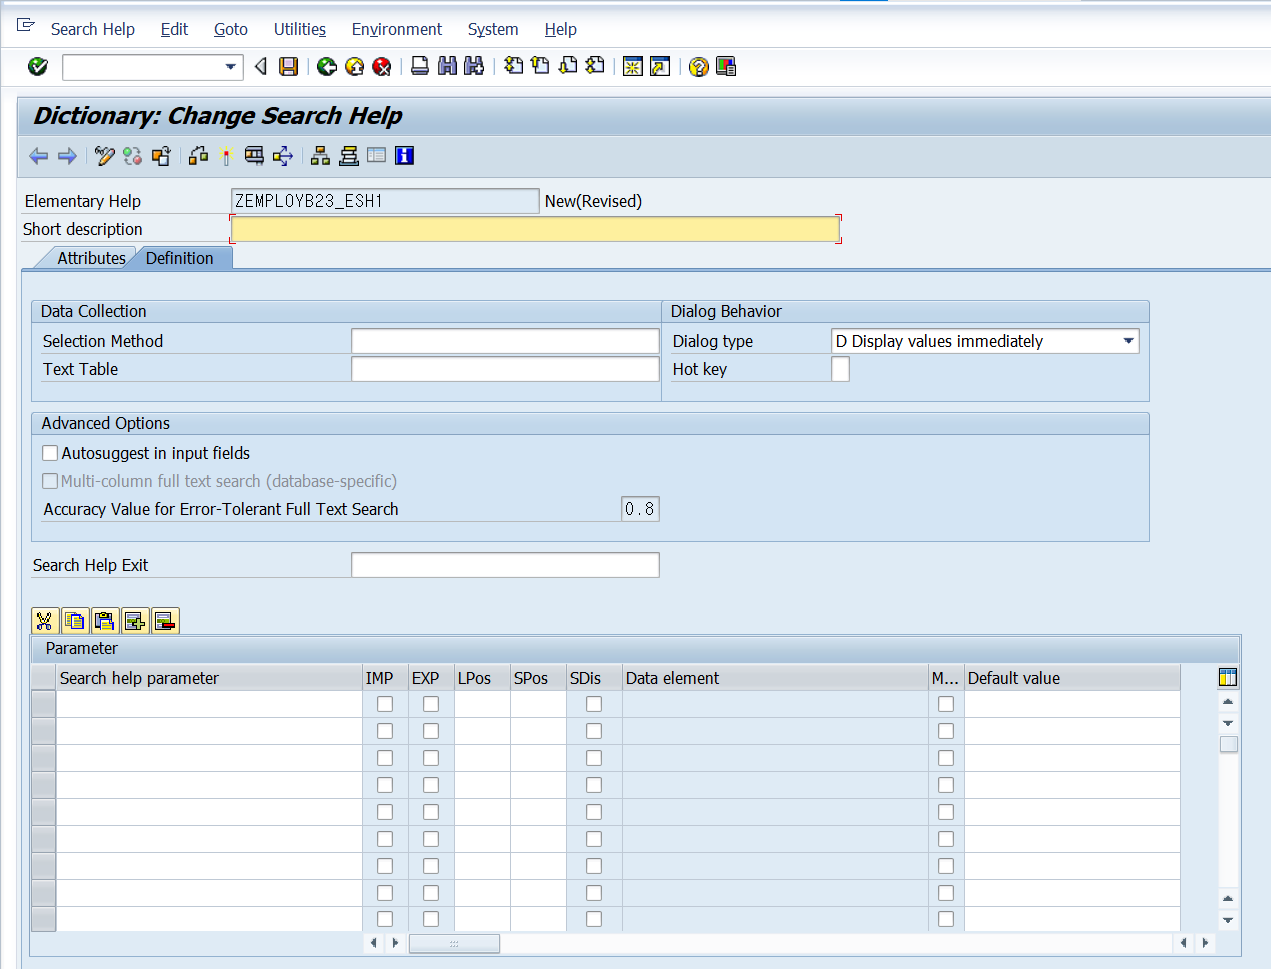 Search Help Edit Goto Utilities Environment System Help
Dictionary: Change Search Help
Elementary Help ZEMPLOYB23_ESH1 New(Revised)
Short description
Attributes Definition
Data Collection Dialog Behavior
Selection Method Dialog type D Display values immediately
Text Table Hot key
Advanced Options
Autosuggest in input fields
Multi-column full text search (database-specific)
Accuracy Value for Error-Tolerant Full Text Search 0.8
Search Help Exit
Parameter
Search help parameter IMP EXP LPos SPos SDis Data element M... Default value